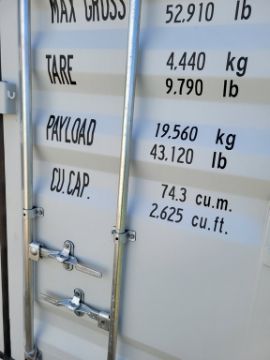 MAX GROSS 52.910 lb
TARE 4.440 kg
9.790 lb
PAYLOAD 19.560 kg
43.120 lb
CU.CAP. 74.3 cu.m.
2.625 cu.ft.